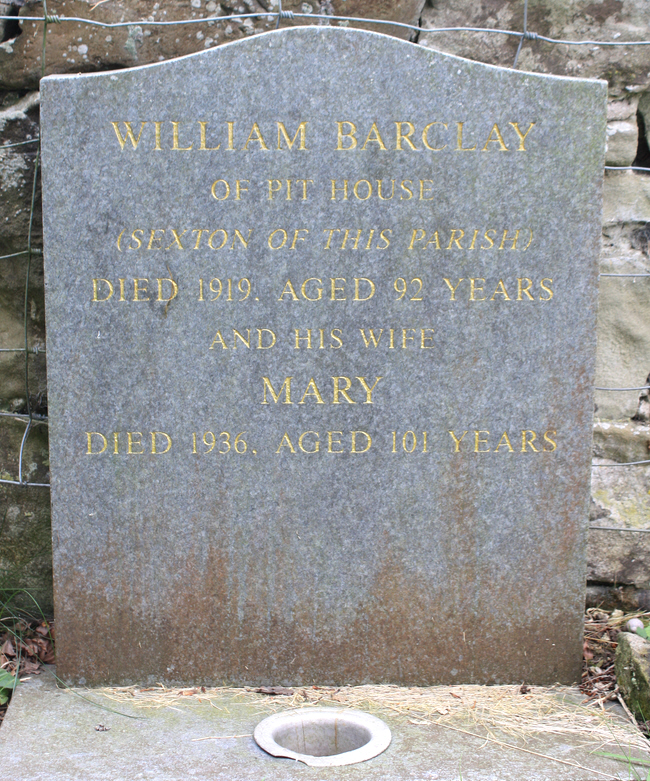 WILLIAM BARCLAY
OF PIT HOUSE
(SEXTON OF THIS PARISH)
DIED 1919, AGED 92 YEARS
AND HIS WIFE
MARY
DIED 1936, AGED 101 YEARS